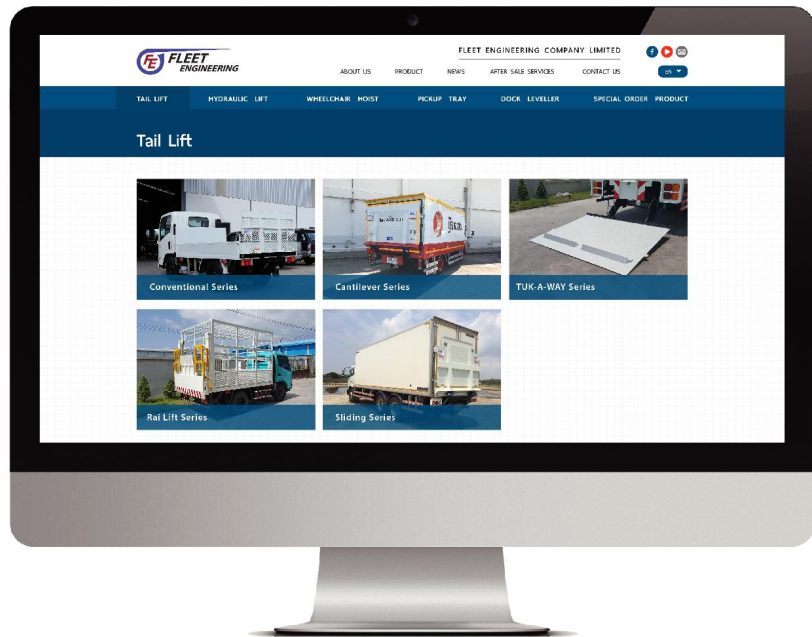 FE FLEET
ENGINEERING
FLEET ENGINEERING COMPANY LIMITED
ABOUT US PRODUCT NEWS AFTER SALE SERVICES CONTACT US EN
TAIL LIFT HYDRAULIC LIFT WHEELCHAIR HOIST PICKUP TRAY DOCK LEVELLER SPECIAL ORDER PRODUCT
Tail Lift
Conventional Series
Cantilever Series
TUK-A-WAY Series
Rai Lift Series
Sliding Series